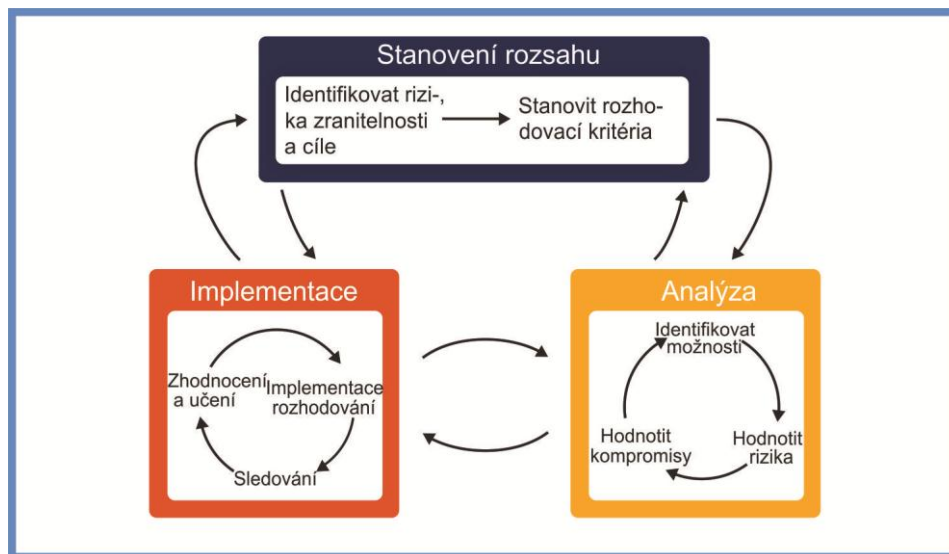 Stanovení rozsahu
Identifikovat rizi-,
ka zranitelnosti
a cíle
Stanovit rozho-
dovací kritéria
Implementace
Zhodnocení
a učení
Implementace
rozhodování
Sledování
Analýza
Identifikovat
možnosti
Hodnotit
rizika
Hodnotit
kompromisy